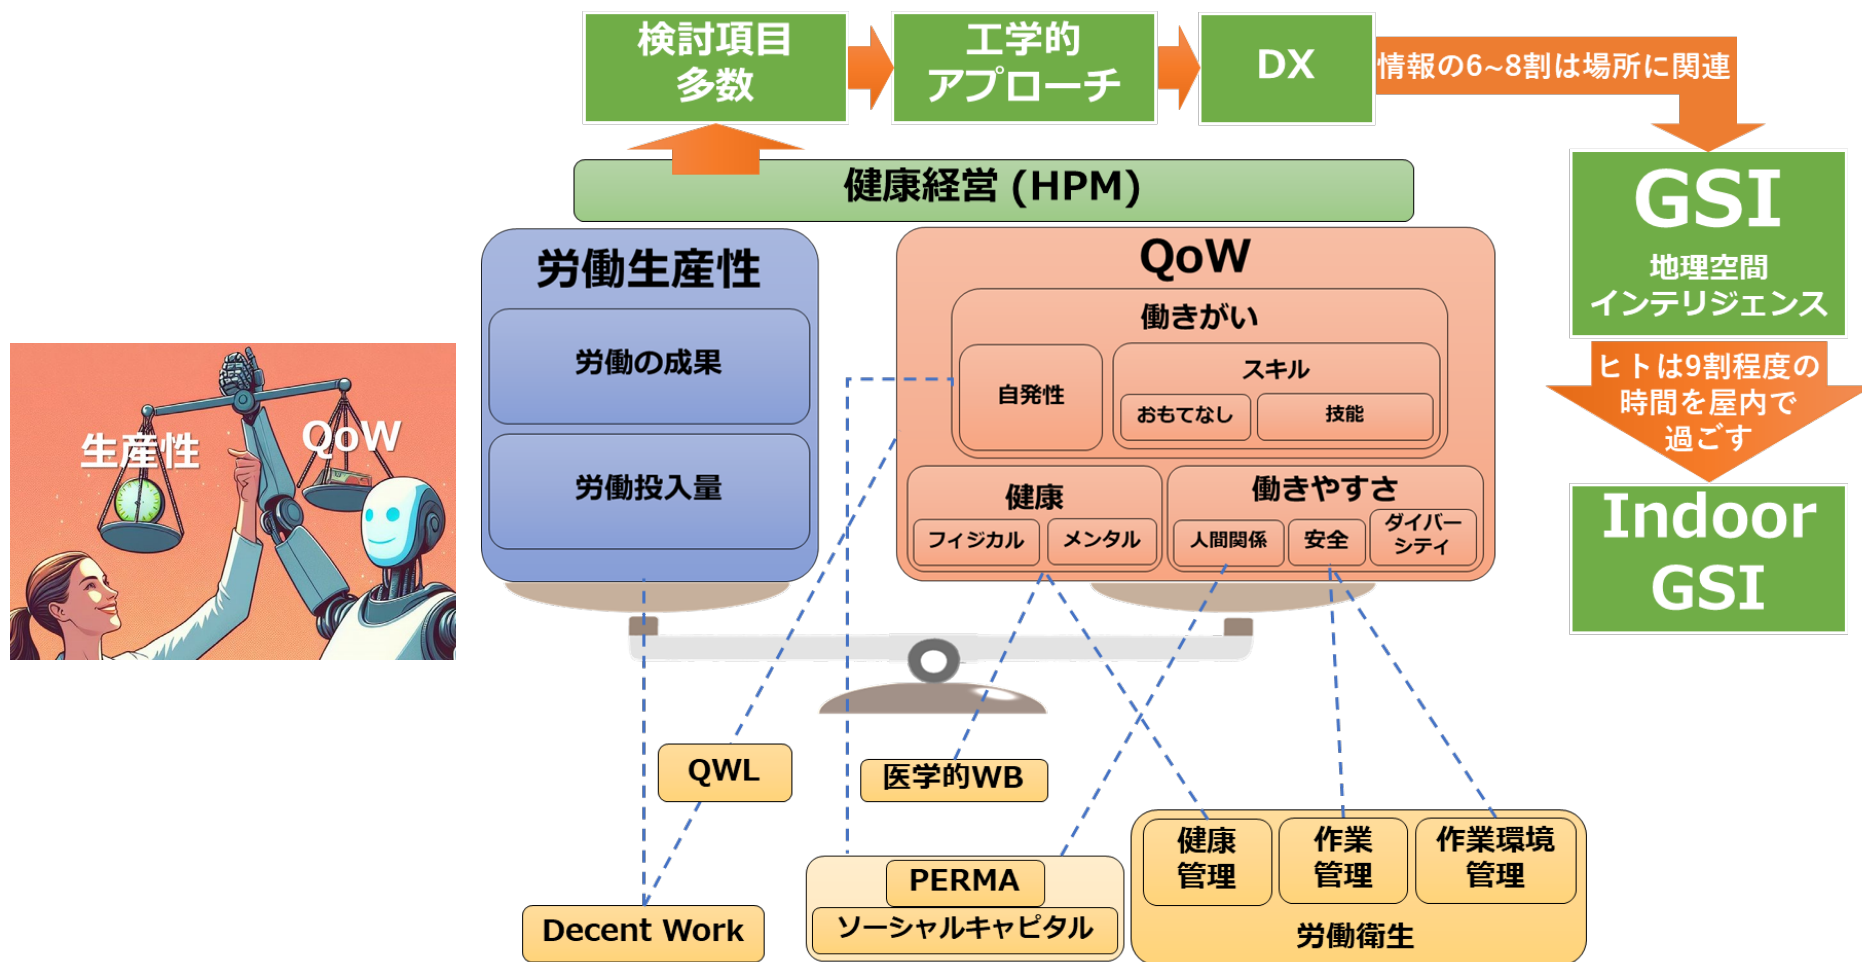 検討項目
多数
工学的
アプローチ
DX
情報の6~8割は場所に関連
健康経営 (HPM)
GSI
地理空間
インテリジェンス
ヒトは9割程度の
時間を屋内で
過ごす
Indoor
GSI
労働生産性
労働の成果
労働投入量
QoW
働きがい
自発性
スキル
おもてなし
技能
健康
フィジカル
メンタル
働きやすさ
人間関係
安全
ダイバー
シティ
生産性
QoW
QWL
医学的WB
Decent Work
PERMA
ソーシャルキャピタル
健康
管理
作業
管理
作業環境
管理
労働衛生